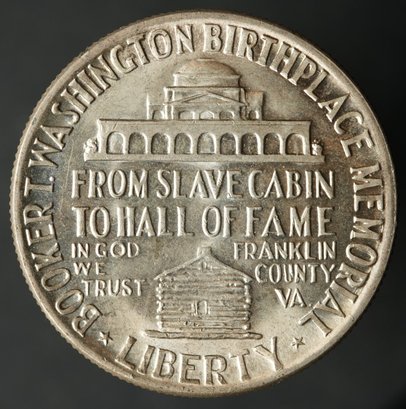 BOOKER T. WASHINGTON BIRTHPLACE MEMORIAL
FROM SLAVE CABIN
TO HALL OF FAME
IN GOD
WE
TRUST
FRANKLIN
COUNTY
VA.
LIBERTY